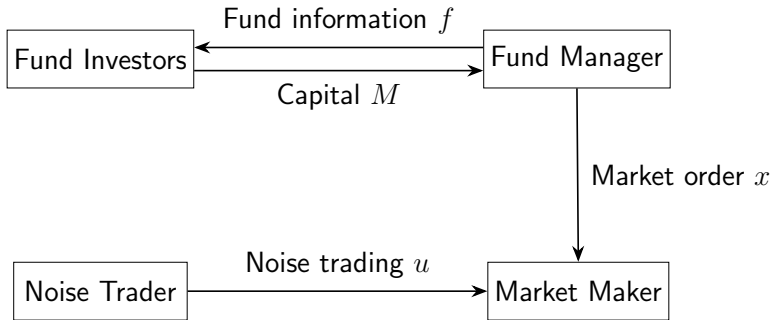 Fund information f
Fund Investors
Fund Manager
Capital M
Market order x
Noise trading u
Noise Trader
Market Maker